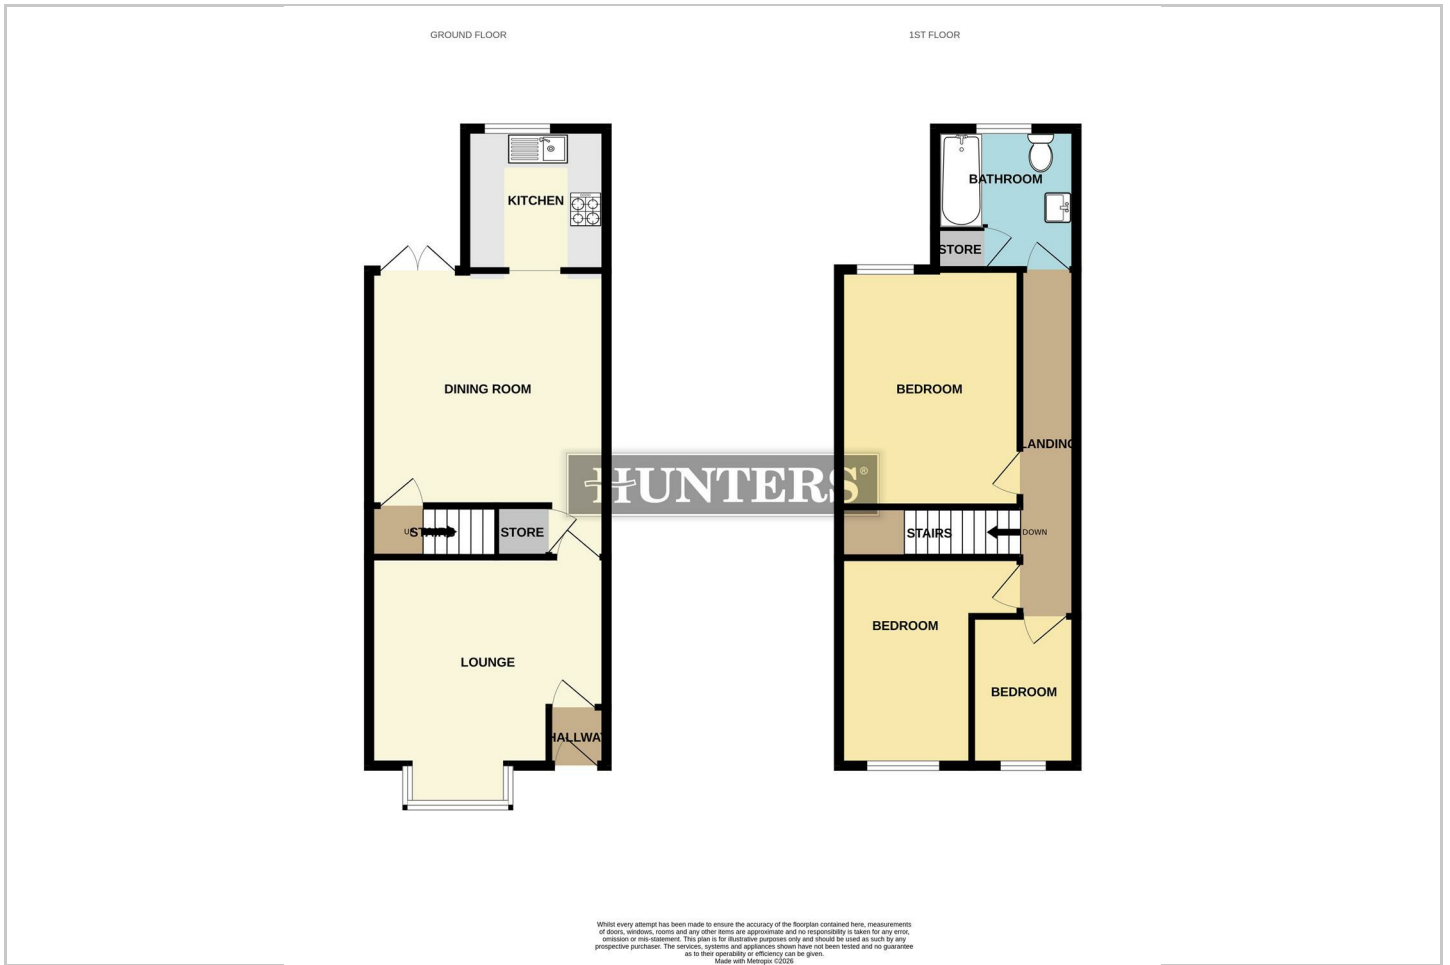 GROUND FLOOR
1ST FLOOR
KITCHEN
BATHROOM
STORE
DINING ROOM
BEDROOM
LANDING
HUNTERS®
UP
STAIRS
STORE
STAIRS
DOWN
BEDROOM
LOUNGE
BEDROOM
HALLWAY
Whilst every attempt has been made to ensure the accuracy of the floorplan contained here, measurements
of doors, windows, rooms and any other items are approximate and no responsibility is taken for any error,
omission or mis-statement. This plan is for illustrative purposes only and should be used as such by any
prospective purchaser. The services, systems and appliances shown have not been tested and no guarantee
as to their operability or efficiency can be given.
Made with Metropix ©2026